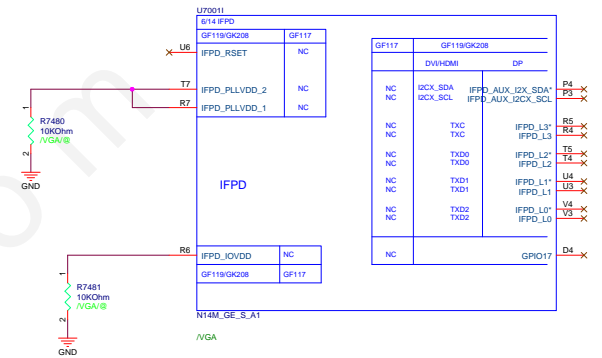 U7001I
6/14 IFPD
GF119/GK208 GF117
U6 IFPD_RSET NC
T7 IFPD_PLLVDD_2 NC
R7 IFPD_PLLVDD_1 NC
1
R7480
10KOhm
/VGA/@
2
GND
IFPD
R6 IFPD_IOVDD NC
GF119/GK208 GF117
1
R7481
10KOhm
/VGA/@
2
GND
N14M_GE_S_A1
/VGA
GF117 GF119/GK208
DVI/HDMI DP
NC I2CX_SDA IFPD_AUX_I2X_SDA* P4
NC I2CX_SCL IFPD_AUX_I2CX_SCL P3
NC TXC IFPD_L3* R5
NC TXC IFPD_L3 R4
NC TXD0 IFPD_L2* T5
NC TXD0 IFPD_L2 T4
NC TXD1 IFPD_L1* U4
NC TXD1 IFPD_L1 U3
NC TXD2 IFPD_L0* V4
NC TXD2 IFPD_L0 V3
NC GPIO17 D4